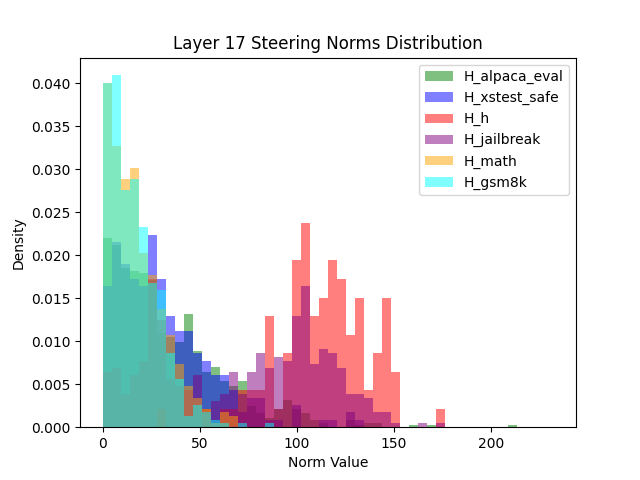 Layer 17 Steering Norms Distribution
H_alpaca_eval
H_xstest_safe
H_h
H_jailbreak
H_math
H_gsm8k
0.040
0.035
0.030
0.025
0.020
0.015
0.010
0.005
0.000
Density
0
50
100
150
200
Norm Value